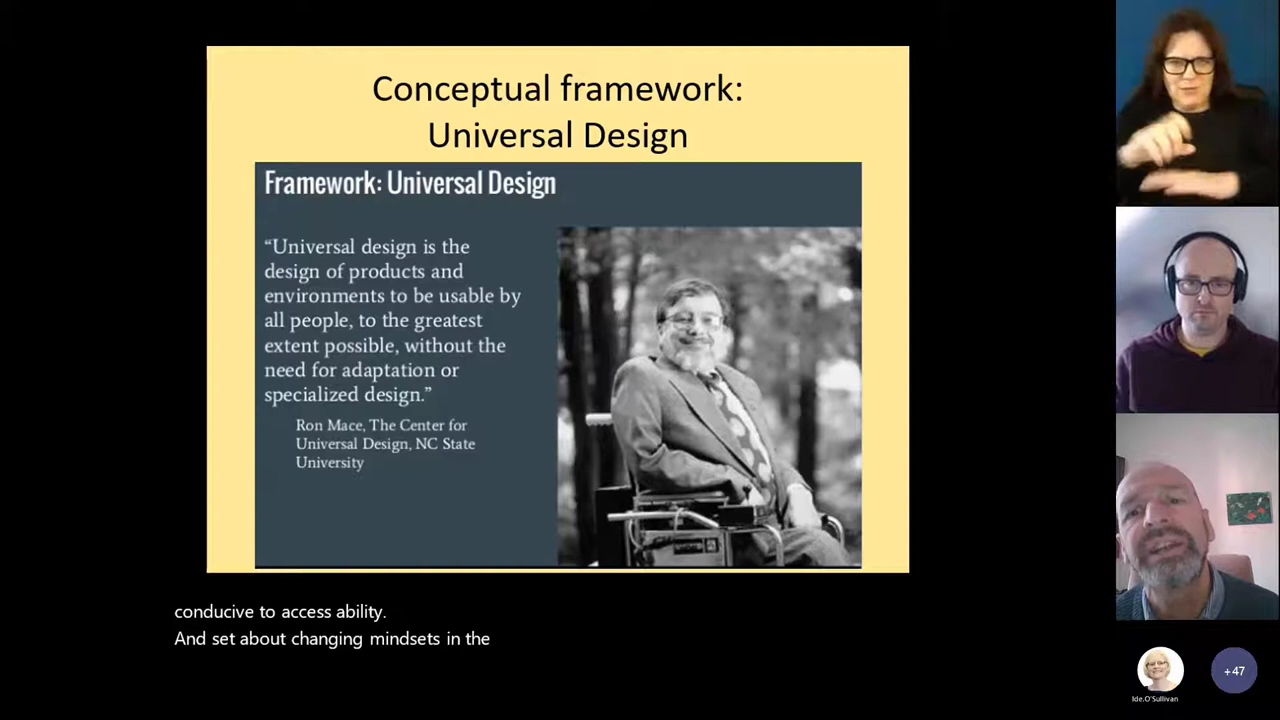 Conceptual framework:
Universal Design
Framework: Universal Design
“Universal design is the
design of products and
environments to be usable by
all people, to the greatest
extent possible, without the
need for adaptation or
specialized design.”
Ron Mace, The Center for
Universal Design, NC State
University
conducive to access ability.
And set about changing mindsets in the
+47
Ide.O'Sullivan